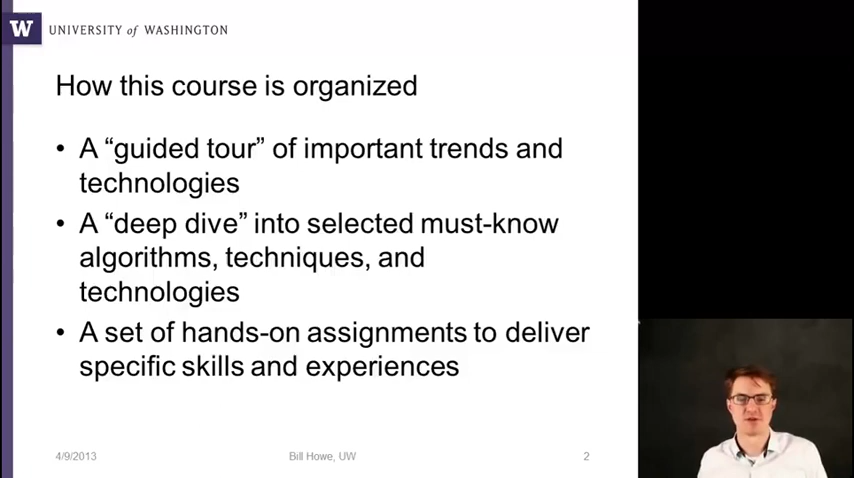 W UNIVERSITY of WASHINGTON
How this course is organized
• A “guided tour” of important trends and
technologies
• A “deep dive” into selected must-know
algorithms, techniques, and
technologies
• A set of hands-on assignments to deliver
specific skills and experiences
4/9/2013 Bill Howe, UW 2